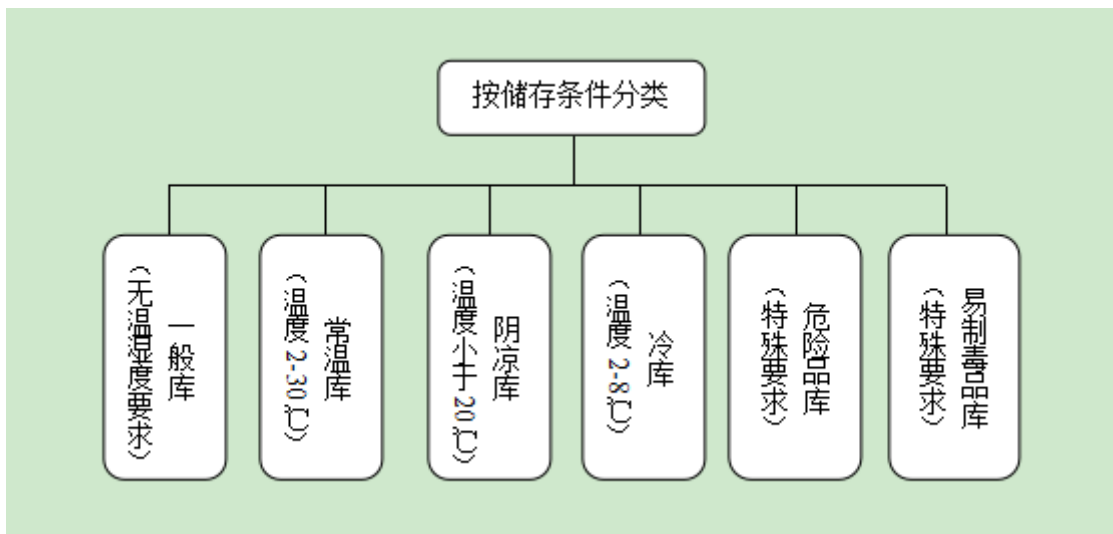 按储存条件分类
一般库
（无温湿度要求）
常温库
（温度2-30℃）
阴凉库
（温度小于20℃）
冷库
（温度2-8℃）
危险品库
（特殊要求）
易制毒品库
（特殊要求）